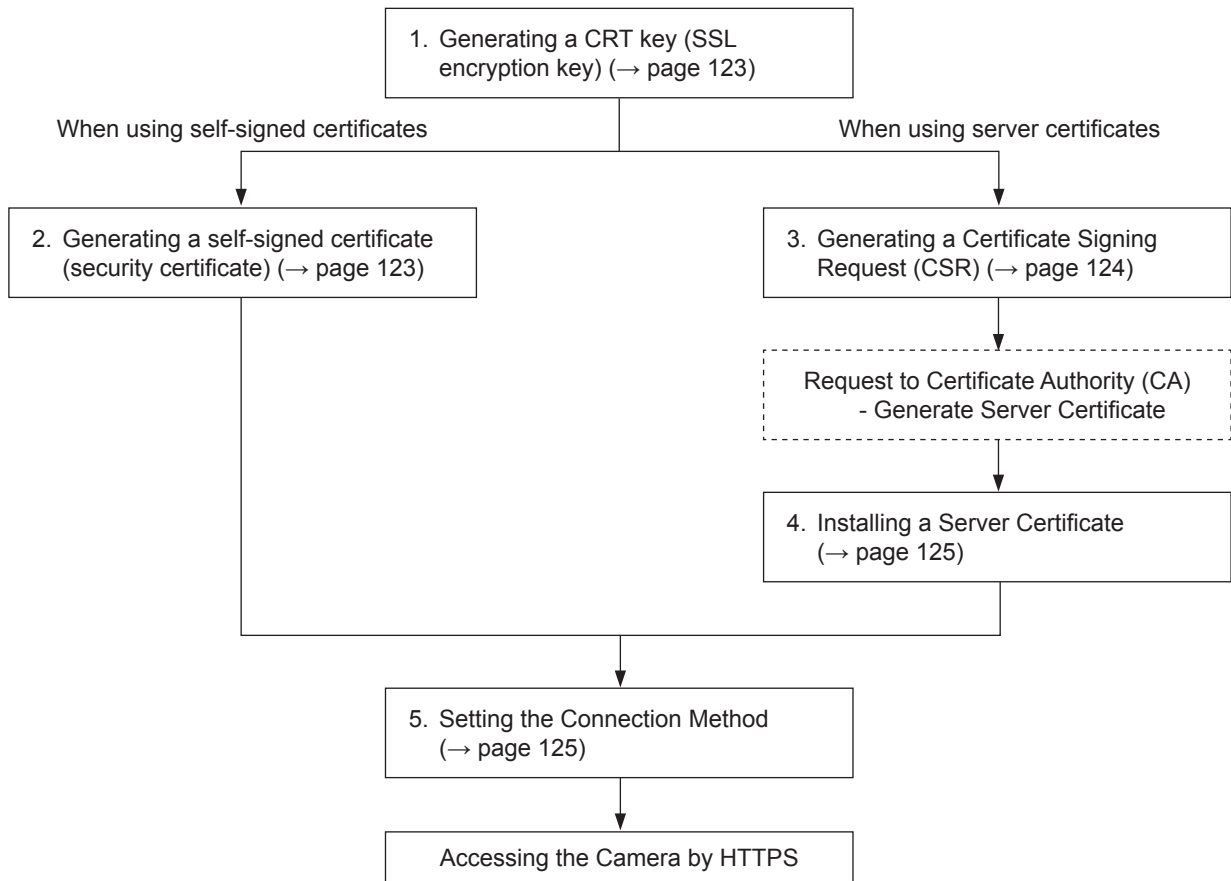 1. Generating a CRT key (SSL
encryption key) (→ page 123)
When using self-signed certificates
When using server certificates
2. Generating a self-signed certificate
(security certificate) (→ page 123)
3. Generating a Certificate Signing
Request (CSR) (→ page 124)
Request to Certificate Authority (CA)
- Generate Server Certificate
4. Installing a Server Certificate
(→ page 125)
5. Setting the Connection Method
(→ page 125)
Accessing the Camera by HTTPS